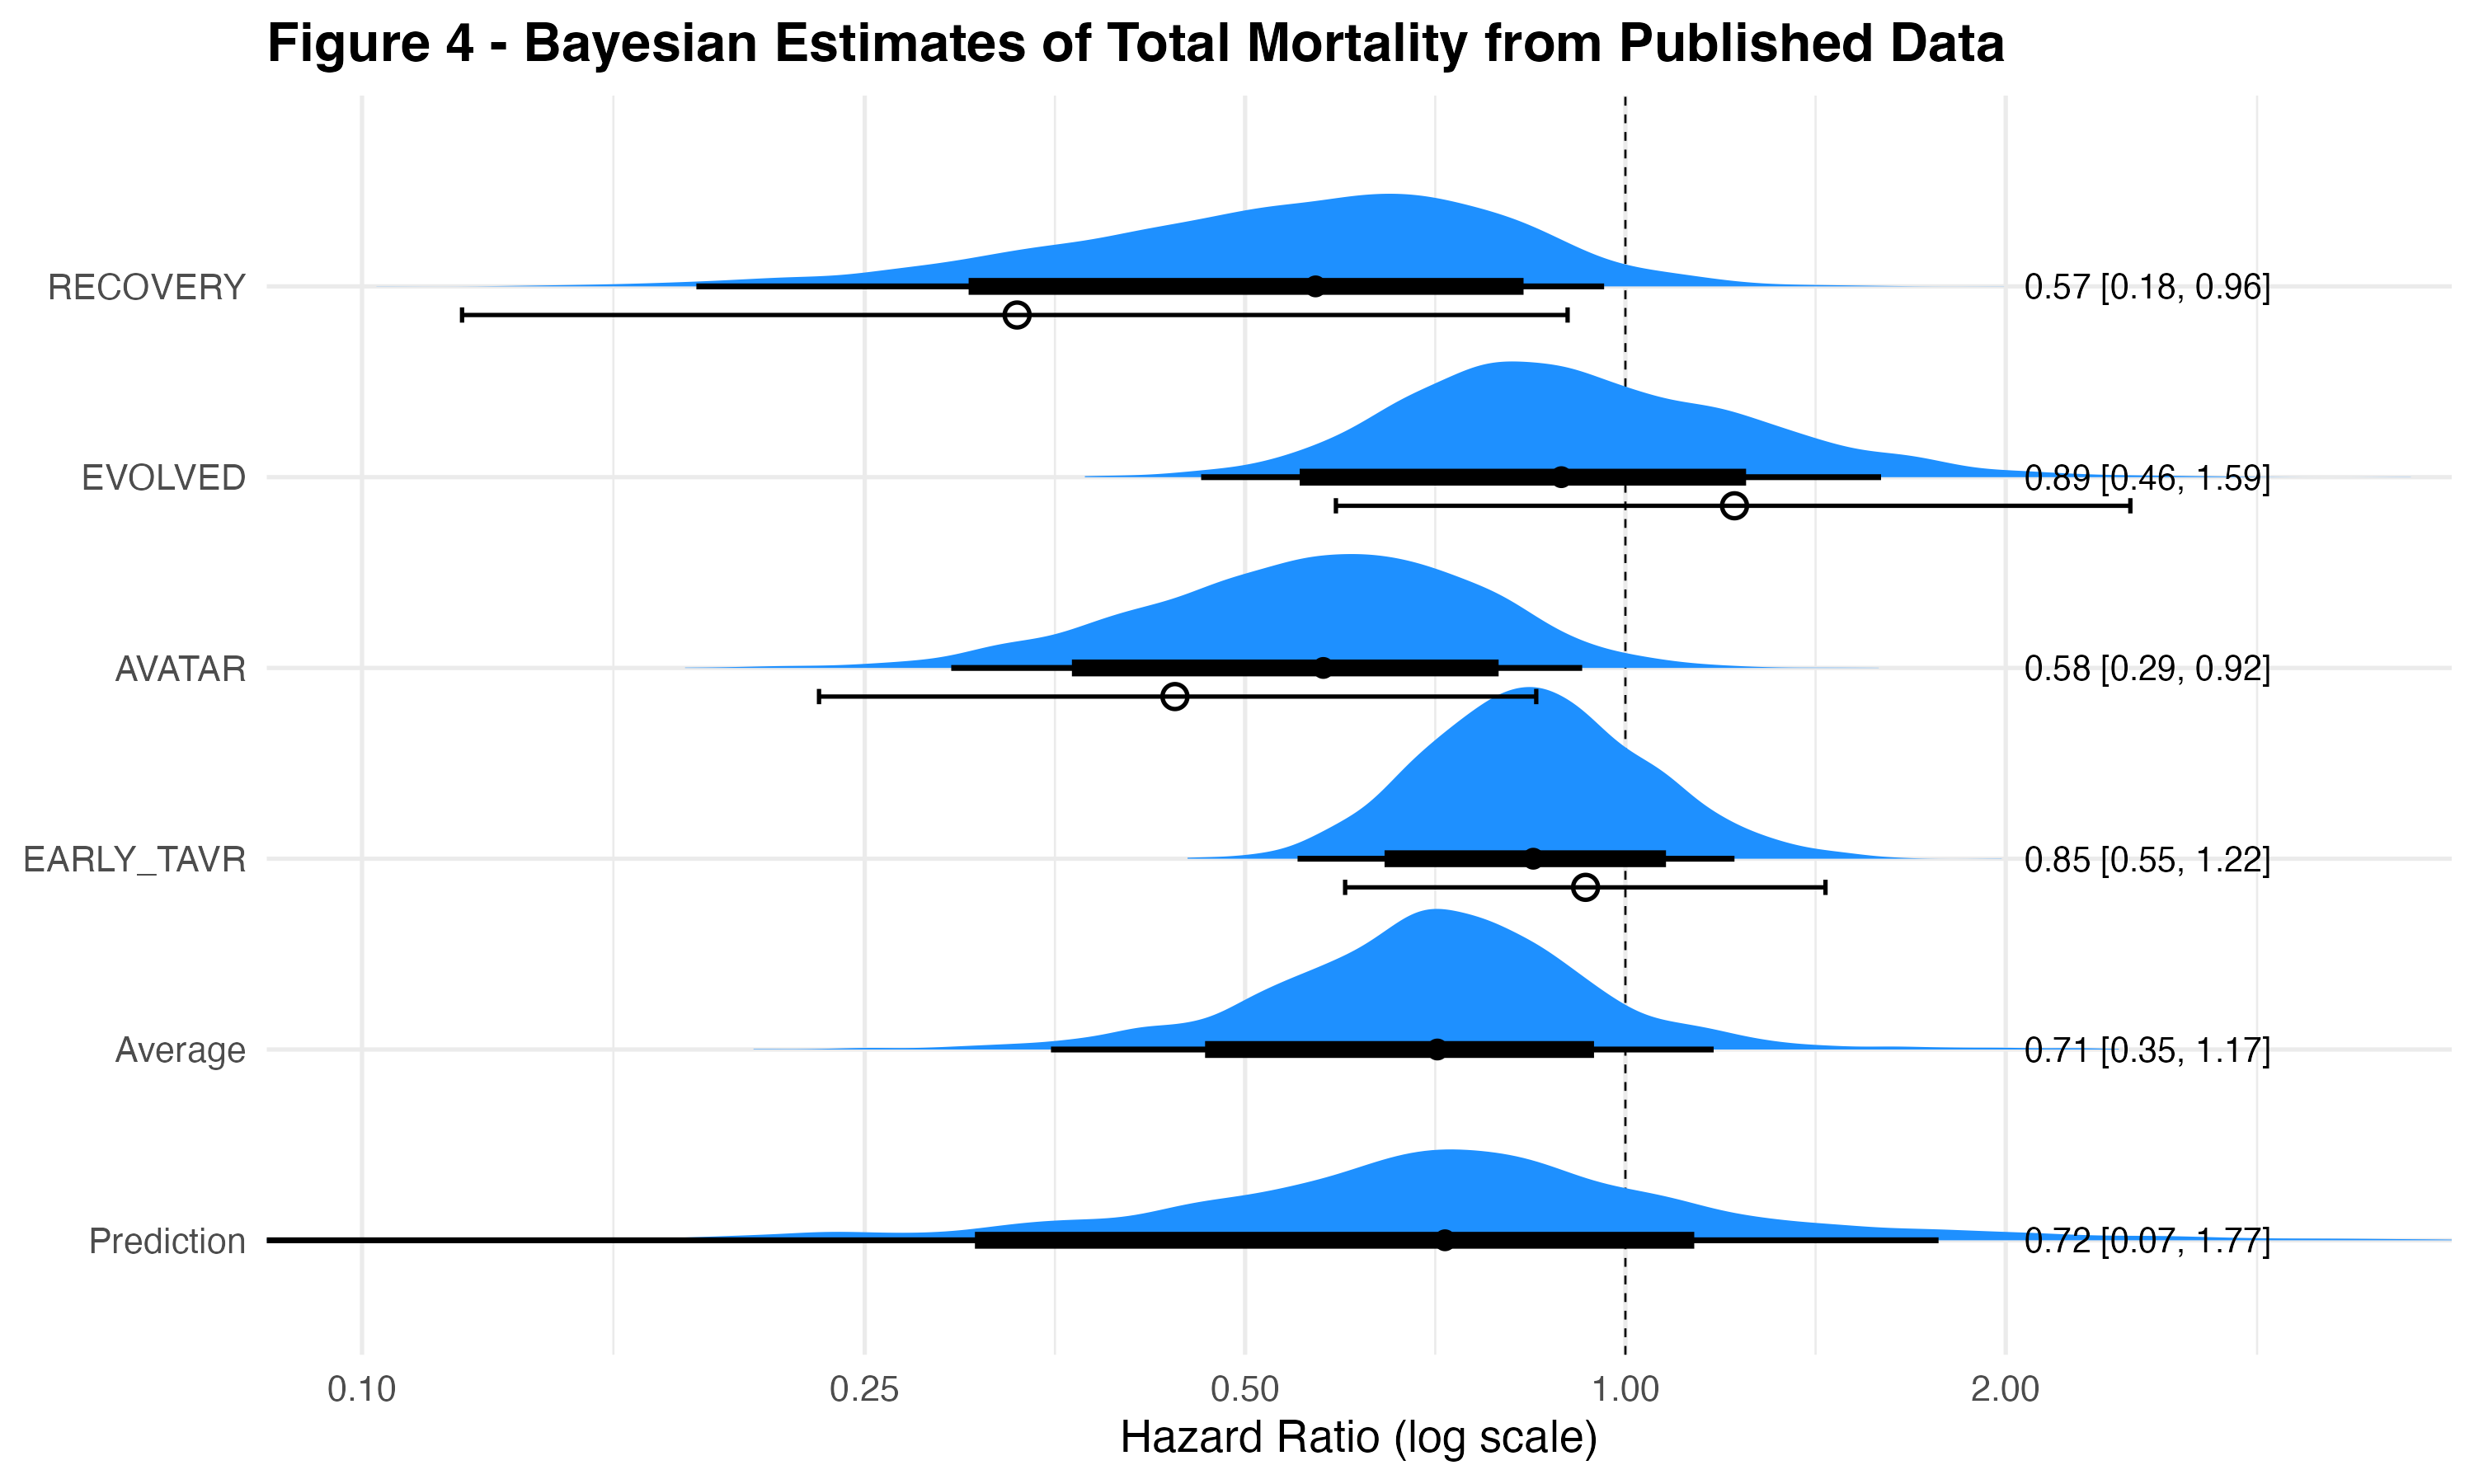 Figure 4 - Bayesian Estimates of Total Mortality from Published Data
RECOVERY 0.57 [0.18, 0.96]
EVOLVED 0.89 [0.46, 1.59]
AVATAR 0.58 [0.29, 0.92]
EARLY_TAVR 0.85 [0.55, 1.22]
Average 0.71 [0.35, 1.17]
Prediction 0.72 [0.07, 1.77]
0.10 0.25 0.50 1.00 2.00
Hazard Ratio (log scale)